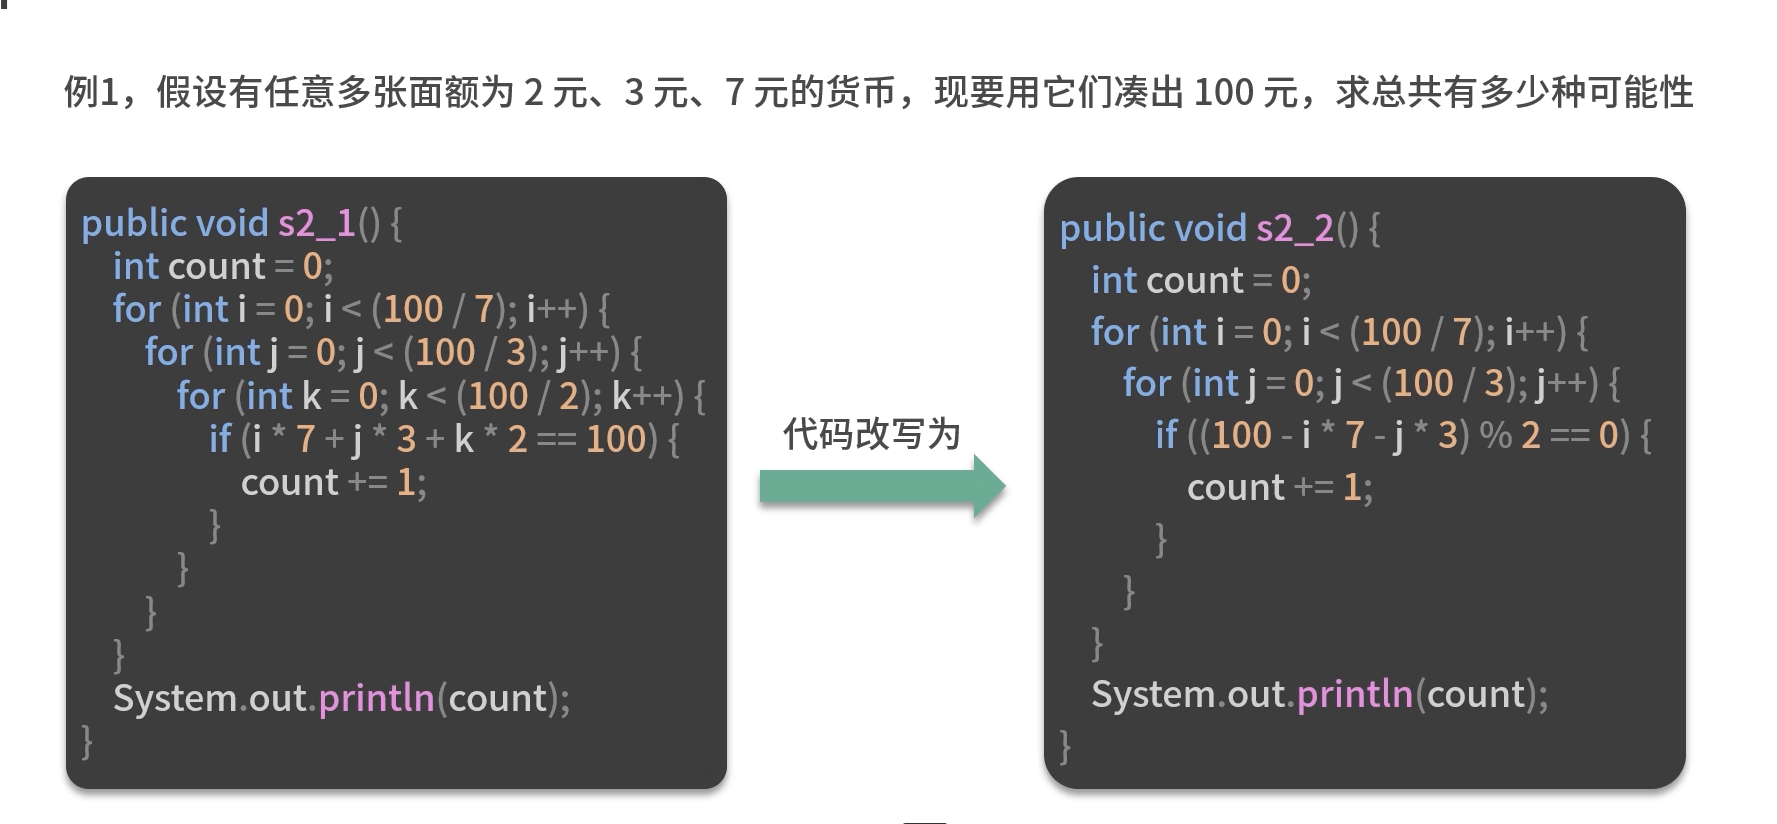 例1，假设有任意多张面额为 2 元、3 元、7 元的货币，现要用它们凑出 100 元，求总共有多少种可能性
public void s2_1() {
int count = 0;
for (int i = 0; i < (100 / 7); i++) {
for (int j = 0; j < (100 / 3); j++) {
for (int k = 0; k < (100 / 2); k++) {
if (i * 7 + j * 3 + k * 2 == 100) {
count += 1;
}
}
}
}
System.out.println(count);
}
代码改写为
public void s2_2() {
int count = 0;
for (int i = 0; i < (100 / 7); i++) {
for (int j = 0; j < (100 / 3); j++) {
if ((100 - i * 7 - j * 3) % 2 == 0) {
count += 1;
}
}
}
System.out.println(count);
}